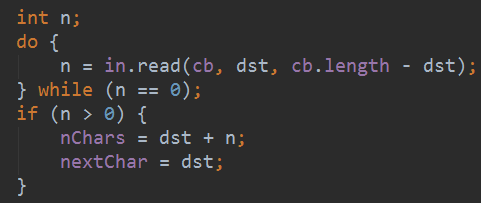 int n;
do {
    n = in.read(cb, dst, cb.length - dst);
} while (n == 0);
if (n > 0) {
    nChars = dst + n;
    nextChar = dst;
}